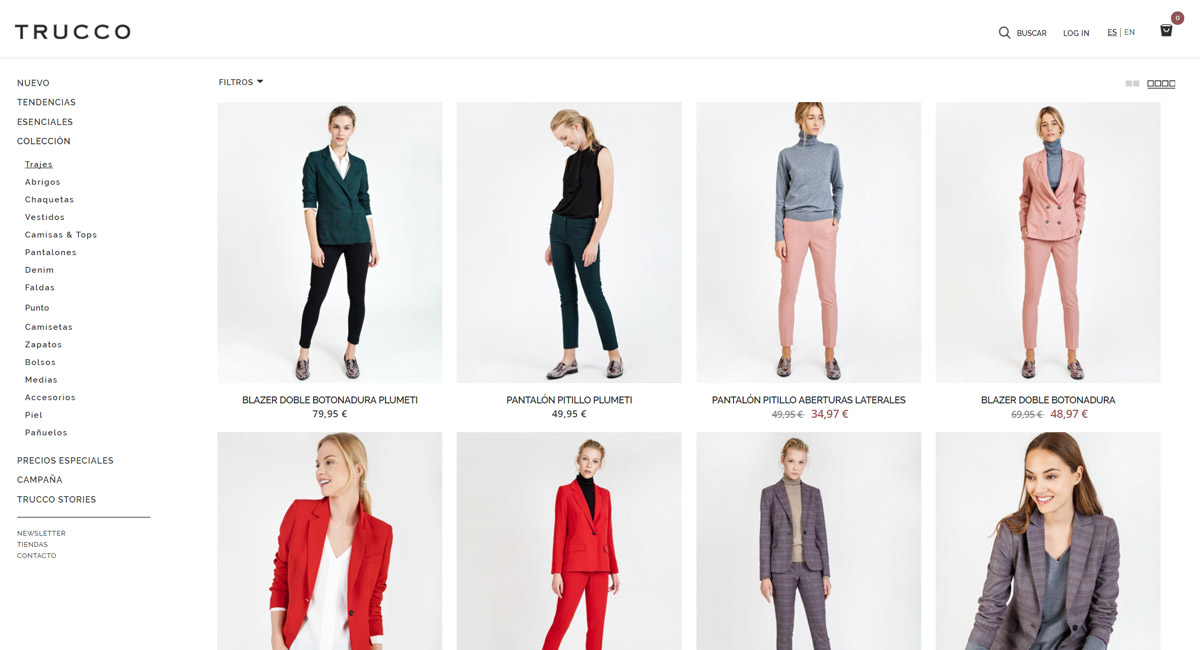 TRUCCO
BUSCAR
LOG IN
ES | EN
0
NUEVO
TENDENCIAS
ESENCIALES
COLECCIÓN
Trajes
Abrigos
Chaquetas
Vestidos
Camisas & Tops
Pantalones
Denim
Faldas
Punto
Camisetas
Zapatos
Bolsos
Medias
Accesorios
Piel
Pañuelos
PRECIOS ESPECIALES
CAMPAÑA
TRUCCO STORIES
NEWSLETTER
TIENDAS
CONTACTO
FILTROS
BLAZER DOBLE BOTONADURA PLUMETI
79,95 €
PANTALÓN PITILLO PLUMETI
49,95 €
PANTALÓN PITILLO ABERTURAS LATERALES
49,95 € 34,97 €
BLAZER DOBLE BOTONADURA
69,95 € 48,97 €